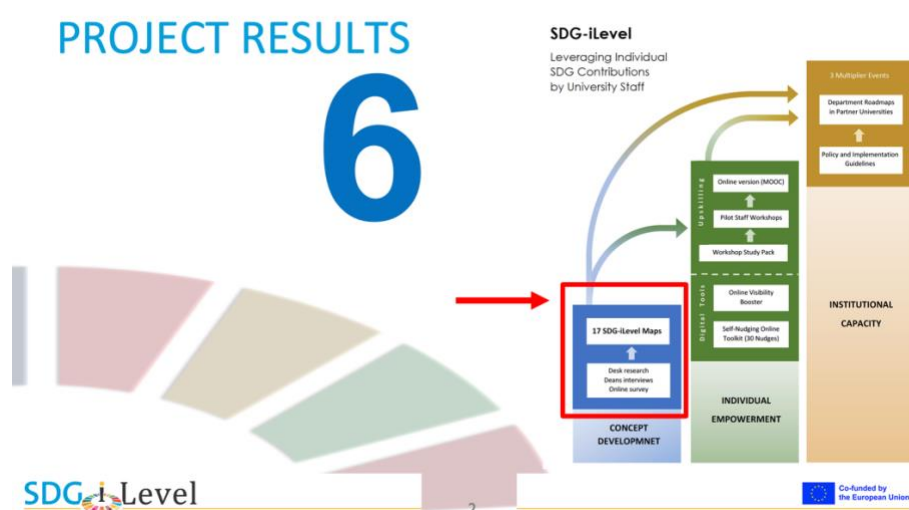 PROJECT RESULTS
6
SDG-iLevel
Leveraging Individual
SDG Contributions
by University Staff
3 Multiplier Events
Department Roadmaps
in Partner Universities
Policy and Implementation
Guidelines
INSTITUTIONAL
CAPACITY
Upskilling
Online version (MOOC)
Pilot Staff Workshops
Workshop Study Pack
Digital Tools
Online Visibility
Booster
Self-Nudging Online
Toolkit (30 Nudges)
INDIVIDUAL
EMPOWERMENT
17 SDG-iLevel Maps
Desk research
Deans interviews
Online survey
CONCEPT
DEVELOPMNET
SDG i Level
2
Co-funded by
the European Union